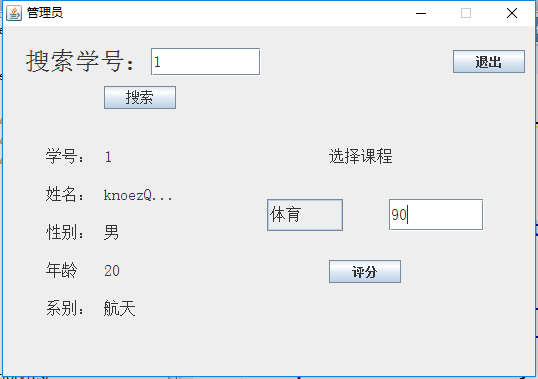 管理员
搜索学号： 1
退出
搜索
学号： 1 选择课程
姓名： knoezQ...
体育 90
性别： 男
年龄 20 评分
系别： 航天